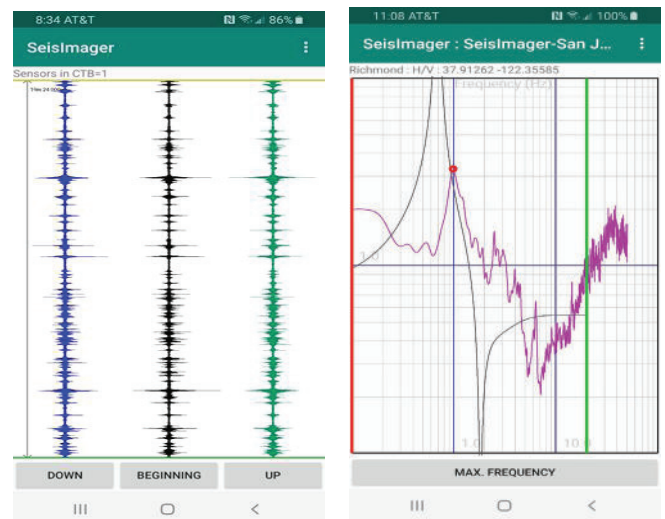 8:34 AT&T 86%
SeisImager
Sensors in CTB=1
DOWN BEGINNING UP
11:08 AT&T 100%
SeisImager : SeisImager-San J...
Richmond : H/V : 37.91262 -122.35585
Frequency (Hz)
1.0
1.0 10.0
MAX. FREQUENCY